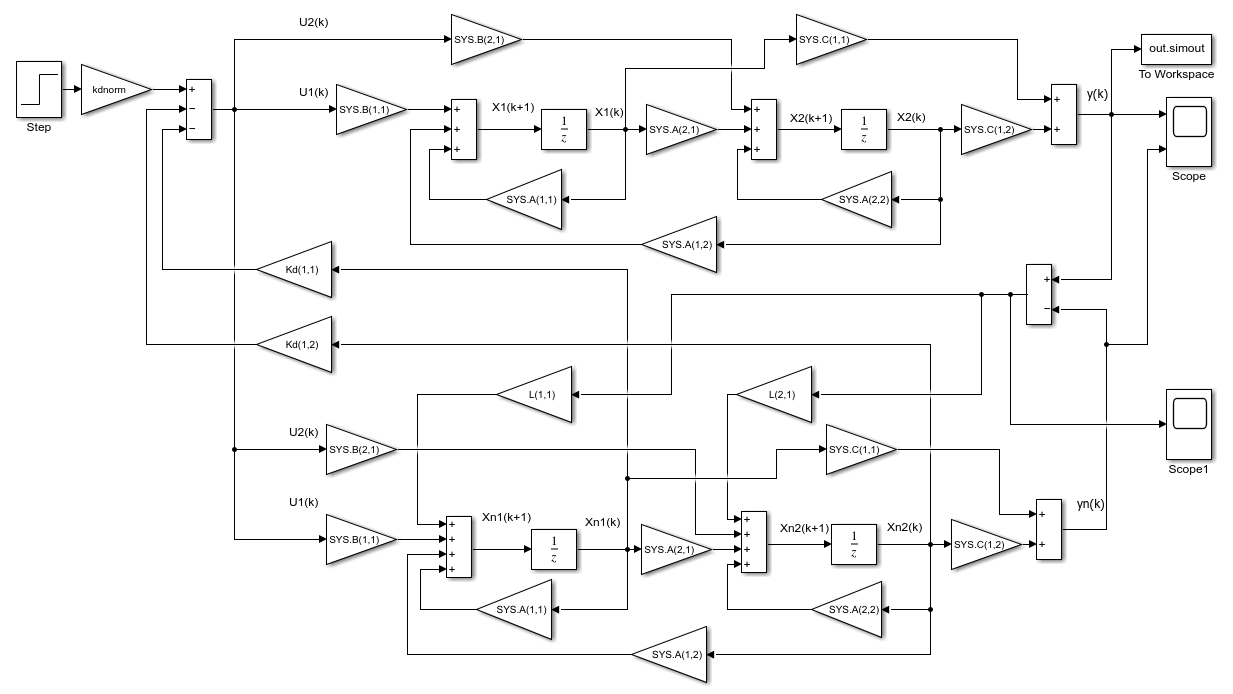 U2(k)
SYS.B(2,1)
SYS.C(1,1)
out.simout
To Workspace
Step
kdnorm
+
−
−
U1(k)
SYS.B(1,1)
+
+
+
X1(k+1)
1
z
X1(k)
SYS.A(2,1)
+
+
+
X2(k+1)
1
z
X2(k)
SYS.C(1,2)
+
+
y(k)
Scope
SYS.A(1,1)
SYS.A(2,2)
SYS.A(1,2)
Kd(1,1)
+
−
Kd(1,2)
L(1,1)
L(2,1)
Scope1
U2(k)
SYS.B(2,1)
SYS.C(1,1)
U1(k)
SYS.B(1,1)
+
+
+
+
Xn1(k+1)
1
z
Xn1(k)
SYS.A(2,1)
+
+
+
+
Xn2(k+1)
1
z
Xn2(k)
SYS.C(1,2)
+
+
yn(k)
SYS.A(1,1)
SYS.A(2,2)
SYS.A(1,2)